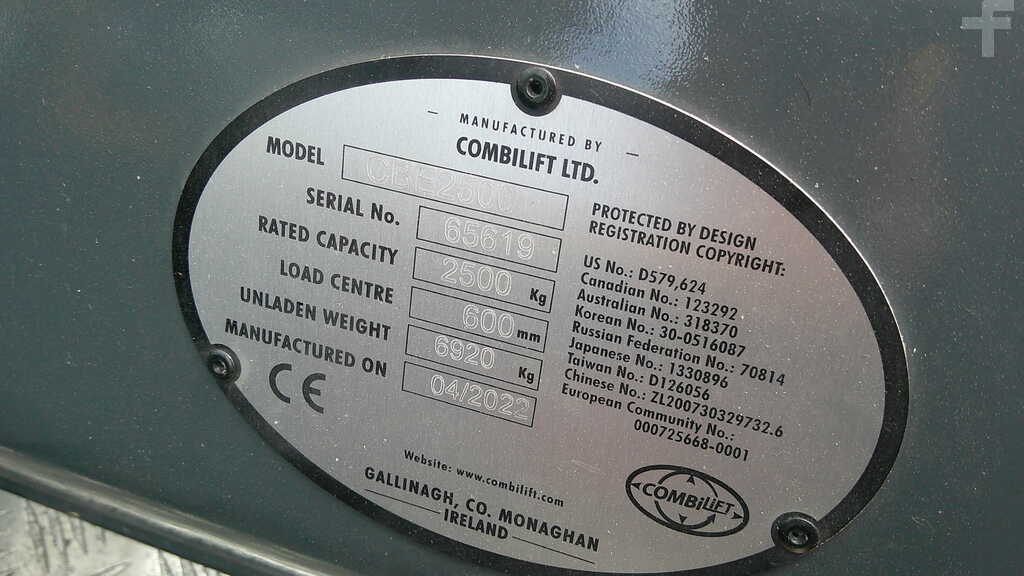 MANUFACTURED BY
COMBILIFT LTD.
MODEL CBE2500
SERIAL No. 65619
RATED CAPACITY 2500 Kg
LOAD CENTRE 600 mm
UNLADEN WEIGHT 6920 Kg
MANUFACTURED ON 04/2022
CE
PROTECTED BY DESIGN
REGISTRATION COPYRIGHT:
US No.: D579,624
Canadian No.: 123292
Australian No.: 318370
Korean No.: 30-0516087
Russian Federation No.: 70814
Japanese No.: 1330896
Taiwan No.: D126056
Chinese No.: ZL200730329732.6
European Community No.:
000725668-0001
Website: www.combilift.com
GALLINAGH, CO. MONAGHAN
IRELAND
COMBiLiFT
f